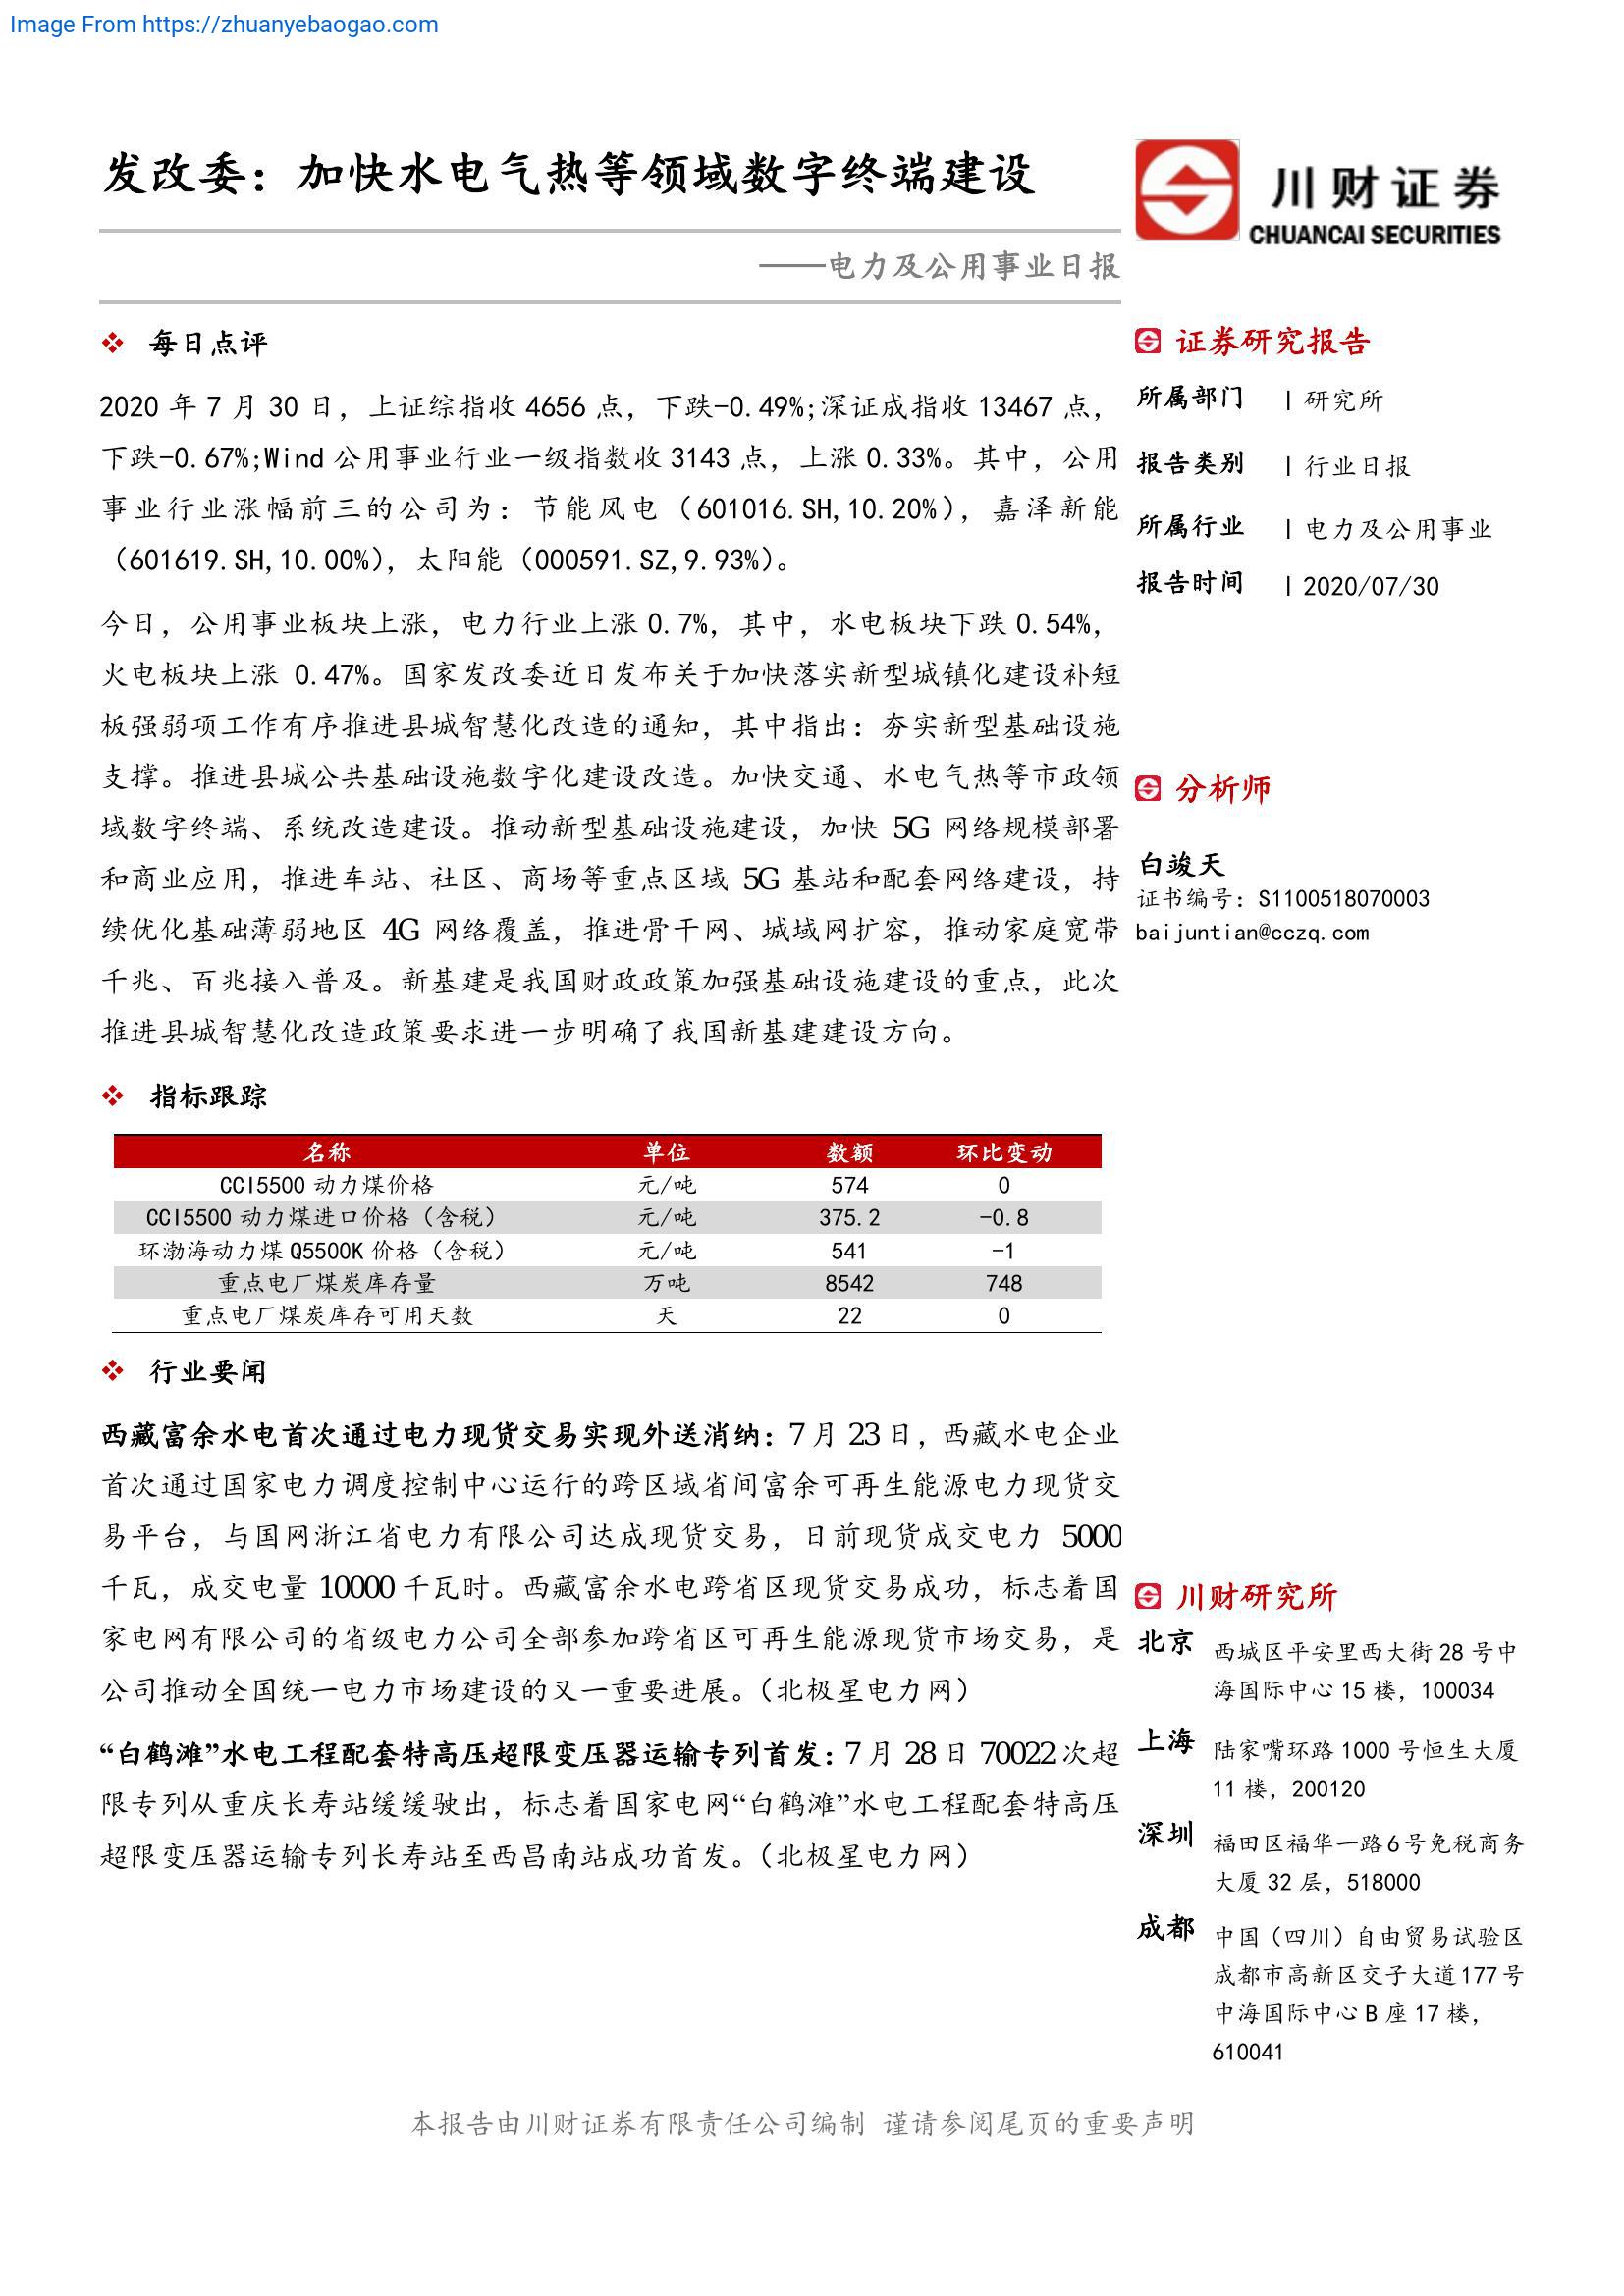 Image From https://zhuanyebaogao.com
发改委：加快水电气热等领域数字终端建设
——电力及公用事业日报
川财证券
CHUANCAI SECURITIES
❖ 每日点评
2020 年 7 月 30 日，上证综指收 4656 点，下跌-0.49%;深证成指收 13467 点，
下跌-0.67%;Wind 公用事业行业一级指数收 3143 点，上涨 0.33%。其中，公用
事业行业涨幅前三的公司为：节能风电（601016.SH,10.20%），嘉泽新能
（601619.SH,10.00%），太阳能（000591.SZ,9.93%）。
今日，公用事业板块上涨，电力行业上涨 0.7%，其中，水电板块下跌 0.54%，
火电板块上涨 0.47%。国家发改委近日发布关于加快落实新型城镇化建设补短
板强弱项工作有序推进县城智慧化改造的通知，其中指出：夯实新型基础设施
支撑。推进县城公共基础设施数字化建设改造。加快交通、水电气热等市政领
域数字终端、系统改造建设。推动新型基础设施建设，加快 5G 网络规模部署
和商业应用，推进车站、社区、商场等重点区域 5G 基站和配套网络建设，持
续优化基础薄弱地区 4G 网络覆盖，推进骨干网、城域网扩容，推动家庭宽带
千兆、百兆接入普及。新基建是我国财政政策加强基础设施建设的重点，此次
推进县城智慧化改造政策要求进一步明确了我国新基建建设方向。
❖ 指标跟踪
名称 单位 数额 环比变动
CCI5500 动力煤价格 元/吨 574 0
CCI5500 动力煤进口价格（含税） 元/吨 375.2 -0.8
环渤海动力煤 Q5500K 价格（含税） 元/吨 541 -1
重点电厂煤炭库存量 万吨 8542 748
重点电厂煤炭库存可用天数 天 22 0
❖ 行业要闻
西藏富余水电首次通过电力现货交易实现外送消纳：7 月 23 日，西藏水电企业
首次通过国家电力调度控制中心运行的跨区域省间富余可再生能源电力现货交
易平台，与国网浙江省电力有限公司达成现货交易，日前现货成交电力 5000
千瓦，成交电量 10000 千瓦时。西藏富余水电跨省区现货交易成功，标志着国
家电网有限公司的省级电力公司全部参加跨省区可再生能源现货市场交易，是
公司推动全国统一电力市场建设的又一重要进展。（北极星电力网）
“白鹤滩”水电工程配套特高压超限变压器运输专列首发：7 月 28 日 70022 次超
限专列从重庆长寿站缓缓驶出，标志着国家电网“白鹤滩”水电工程配套特高压
超限变压器运输专列长寿站至西昌南站成功首发。（北极星电力网）
证券研究报告
所属部门 | 研究所
报告类别 | 行业日报
所属行业 | 电力及公用事业
报告时间 | 2020/07/30
分析师
白竣天
证书编号：S1100518070003
baijuntian@cczq.com
川财研究所
北京 西城区平安里西大街 28 号中
海国际中心 15 楼，100034
上海 陆家嘴环路 1000 号恒生大厦
11 楼，200120
深圳 福田区福华一路 6 号免税商务
大厦 32 层，518000
成都 中国（四川）自由贸易试验区
成都市高新区交子大道 177 号
中海国际中心 B 座 17 楼，
610041
本报告由川财证券有限责任公司编制 谨请参阅尾页的重要声明